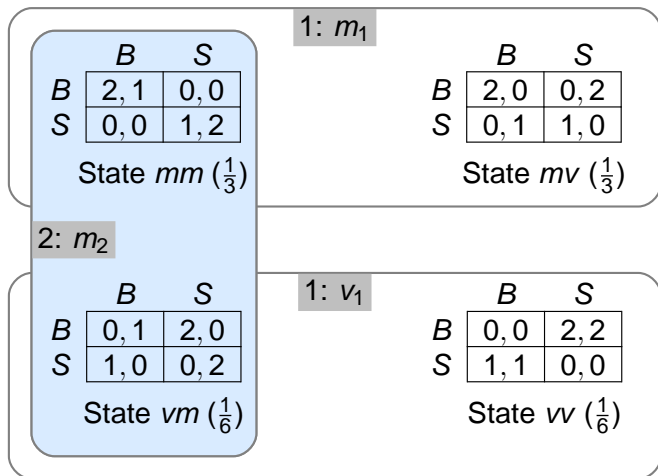 1: m₁
B S
B 2, 1 0, 0
S 0, 0 1, 2
State mm (1/3)
B S
B 2, 0 0, 2
S 0, 1 1, 0
State mv (1/3)
2: m₂
1: v₁
B S
B 0, 1 2, 0
S 1, 0 0, 2
State vm (1/6)
B S
B 0, 0 2, 2
S 1, 1 0, 0
State vv (1/6)